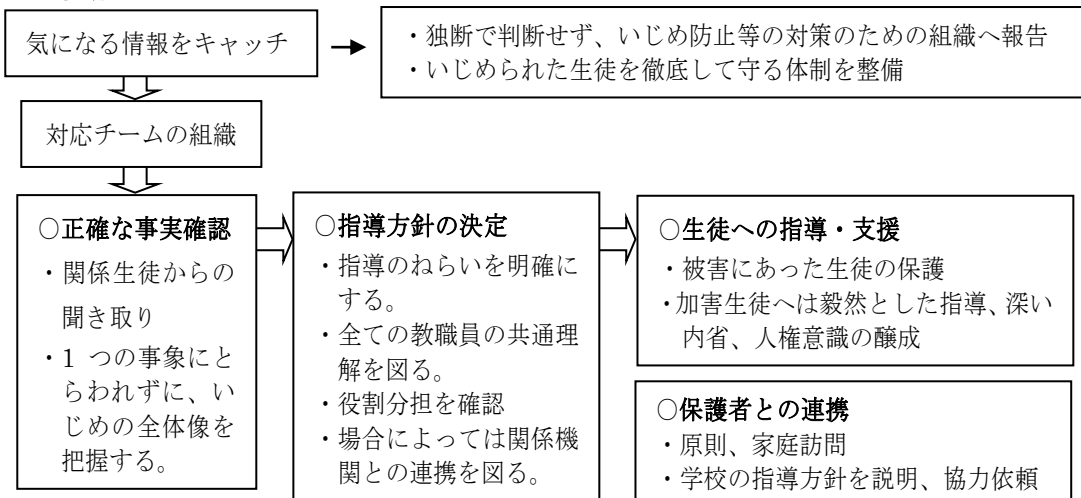 気になる情報をキャッチ
・独断で判断せず、いじめ防止等の対策のための組織へ報告
・いじめられた生徒を徹底して守る体制を整備
対応チームの組織
○正確な事実確認
・関係生徒からの
聞き取り
・1 つの事象にと
らわれずに、い
じめの全体像を
把握する。
○指導方針の決定
・指導のねらいを明確に
する。
・全ての教職員の共通理
解を図る。
・役割分担を確認
・場合によっては関係機
関との連携を図る。
○生徒への指導・支援
・被害にあった生徒の保護
・加害生徒へは毅然とした指導、深い
内省、人権意識の醸成
○保護者との連携
・原則、家庭訪問
・学校の指導方針を説明、協力依頼